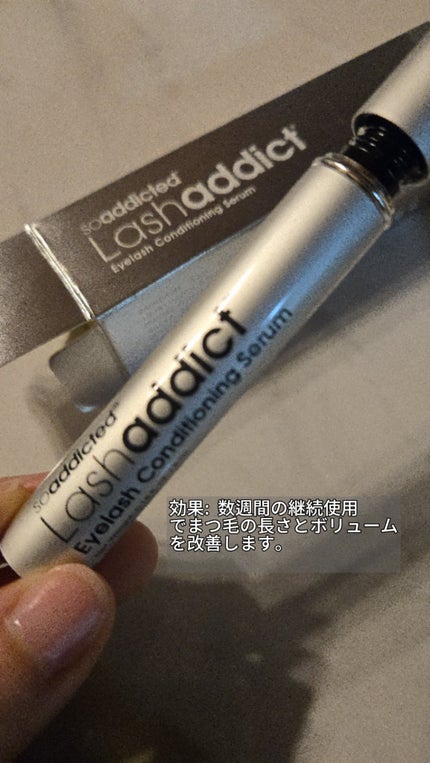 soaddicted
Lashaddict
Eyelash Conditioning Serum
soaddicted™
Lashaddict
Eyelash Conditioning Serum
効果: 数週間の継続使用
でまつ毛の長さとボリューム
を改善します。